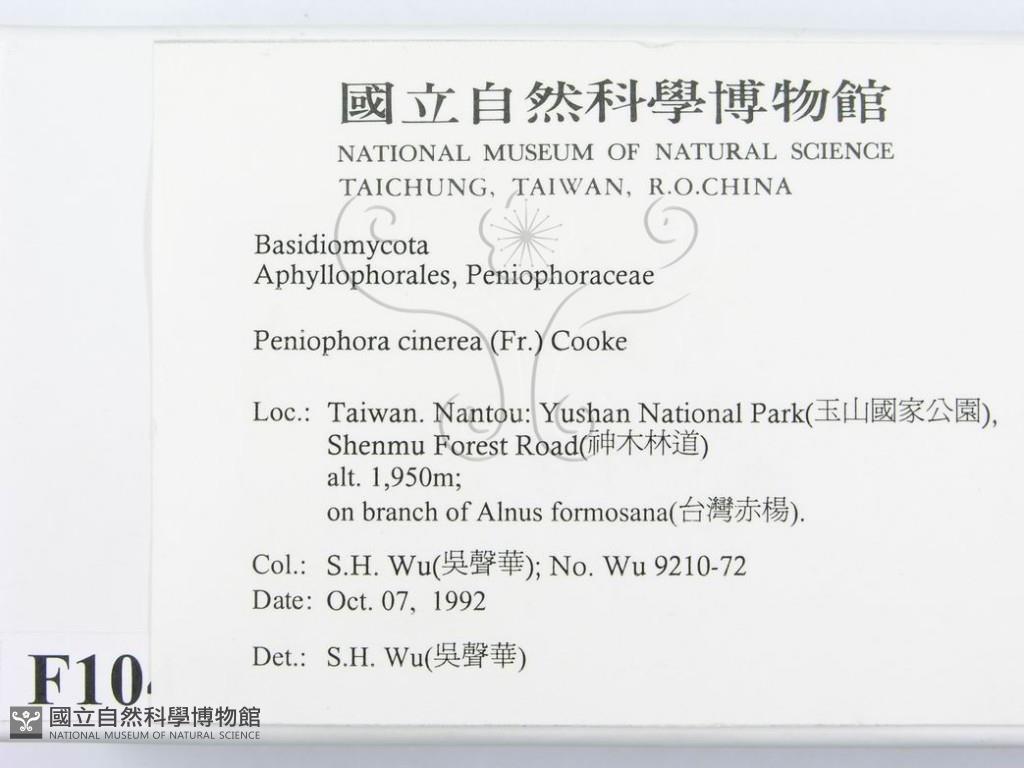 國立自然科學博物館
NATIONAL MUSEUM OF NATURAL SCIENCE
TAICHUNG, TAIWAN, R.O.CHINA
Basidiomycota
Aphyllophorales, Peniophoraceae
Peniophora cinerea (Fr.) Cooke
Loc.: Taiwan. Nantou: Yushan National Park(玉山國家公園),
Shenmu Forest Road(神木林道)
alt. 1,950m;
on branch of Alnus formosana(台灣赤楊).
Col.: S.H. Wu(吳聲華); No. Wu 9210-72
Date: Oct. 07, 1992
Det.: S.H. Wu(吳聲華)
國立自然科學博物館
NATIONAL MUSEUM OF NATURAL SCIENCE